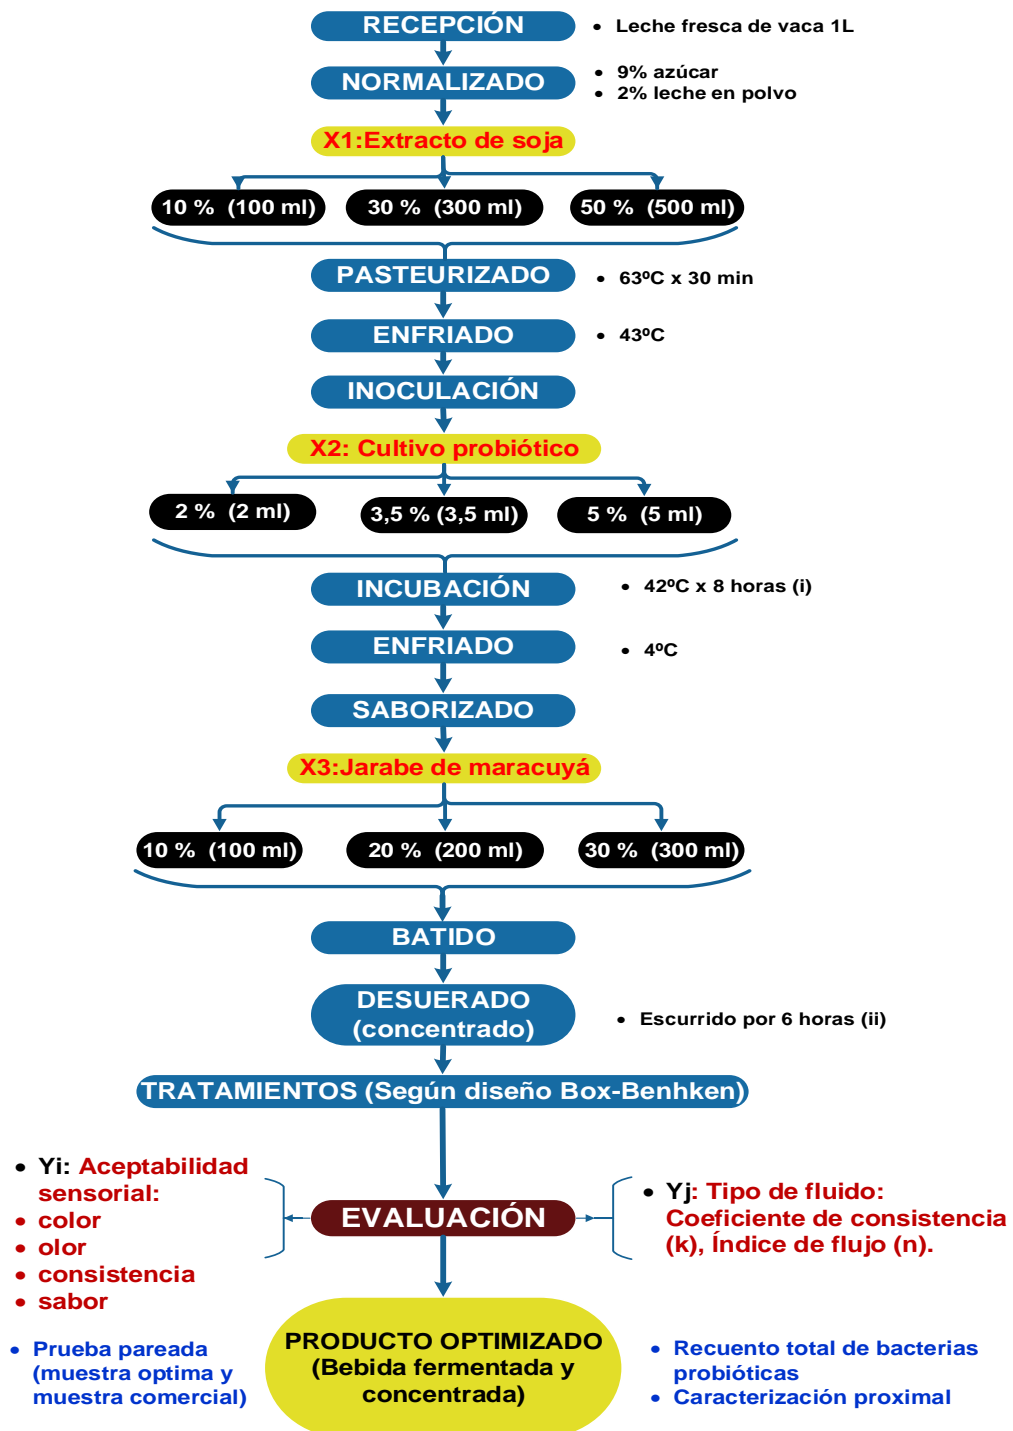 RECEPCIÓN
• Leche fresca de vaca 1L
NORMALIZADO
• 9% azúcar
• 2% leche en polvo
X1:Extracto de soja
10 % (100 ml)
30 % (300 ml)
50 % (500 ml)
PASTEURIZADO
• 63ºC x 30 min
ENFRIADO
• 43ºC
INOCULACIÓN
X2: Cultivo probiótico
2 % (2 ml)
3,5 % (3,5 ml)
5 % (5 ml)
INCUBACIÓN
• 42ºC x 8 horas (i)
ENFRIADO
• 4ºC
SABORIZADO
X3:Jarabe de maracuyá
10 % (100 ml)
20 % (200 ml)
30 % (300 ml)
BATIDO
DESUERADO
(concentrado)
• Escurrido por 6 horas (ii)
TRATAMIENTOS (Según diseño Box-Benhken)
• Yi: Aceptabilidad
sensorial:
• color
• olor
• consistencia
• sabor
EVALUACIÓN
• Yj: Tipo de fluido:
Coeficiente de consistencia
(k), Índice de flujo (n).
• Prueba pareada
(muestra optima y
muestra comercial)
PRODUCTO OPTIMIZADO
(Bebida fermentada y
concentrada)
• Recuento total de bacterias
probióticas
• Caracterización proximal